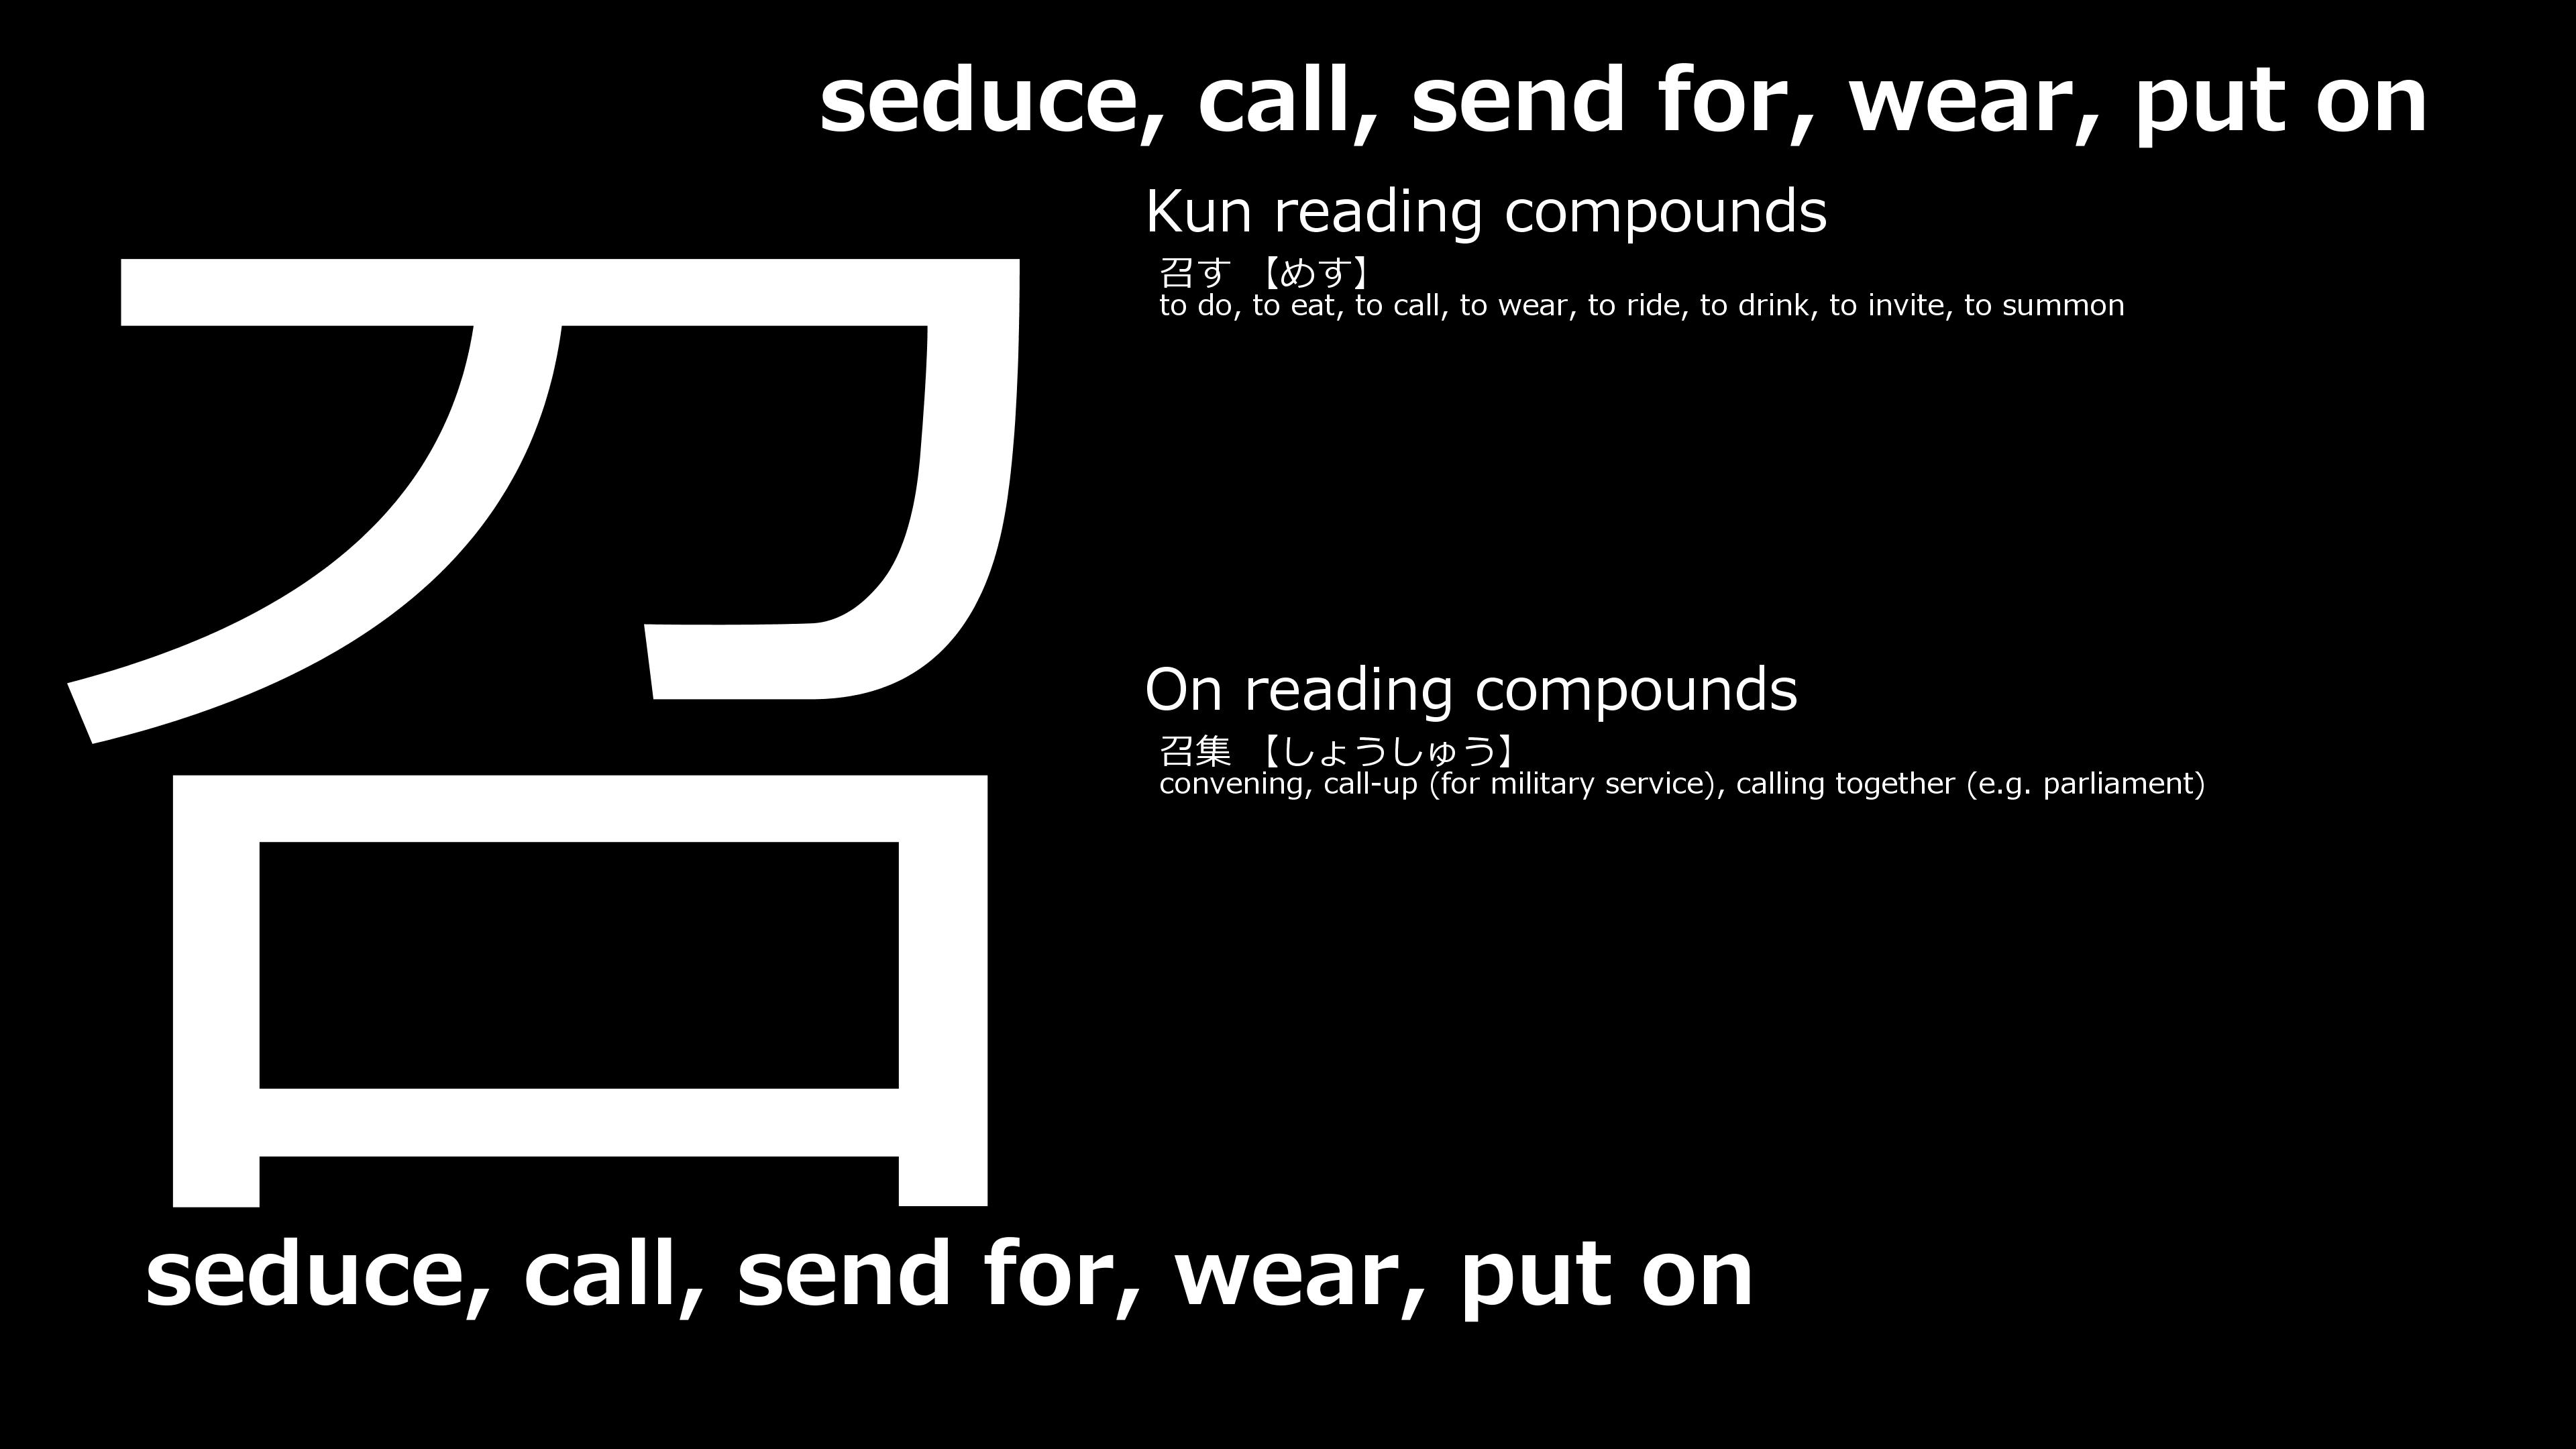 seduce, call, send for, wear, put on
召
Kun reading compounds
召す 【めす】
to do, to eat, to call, to wear, to ride, to drink, to invite, to summon
On reading compounds
召集 【しょうしゅう】
convening, call-up (for military service), calling together (e.g. parliament)
seduce, call, send for, wear, put on